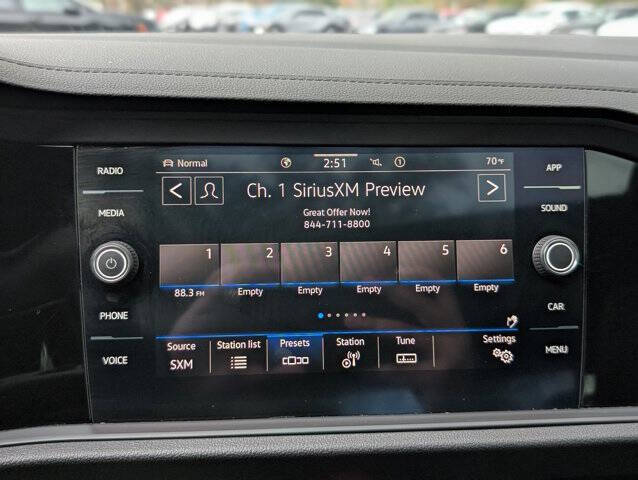 RADIO
MEDIA
PHONE
VOICE
Normal
2:51
1
70°F
Ch. 1 SiriusXM Preview
Great Offer Now!
844-711-8800
1 2 3 4 5 6
88.3 FM Empty Empty Empty Empty Empty
Source Station list Presets Station Tune Settings
SXM
APP
SOUND
CAR
MENU